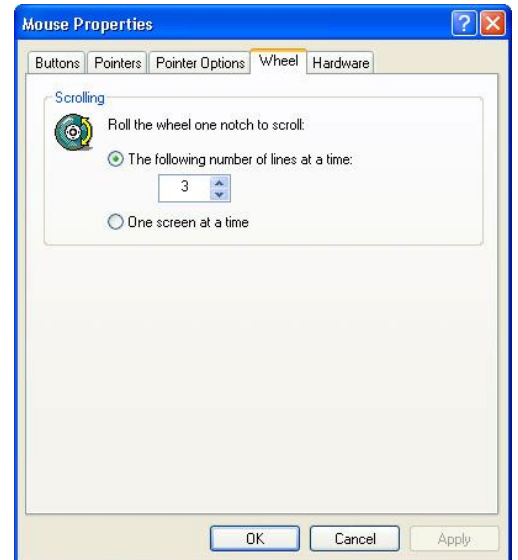 Mouse Properties
Buttons Pointers Pointer Options Wheel Hardware
Scrolling
Roll the wheel one notch to scroll:
The following number of lines at a time:
3
One screen at a time
OK Cancel Apply